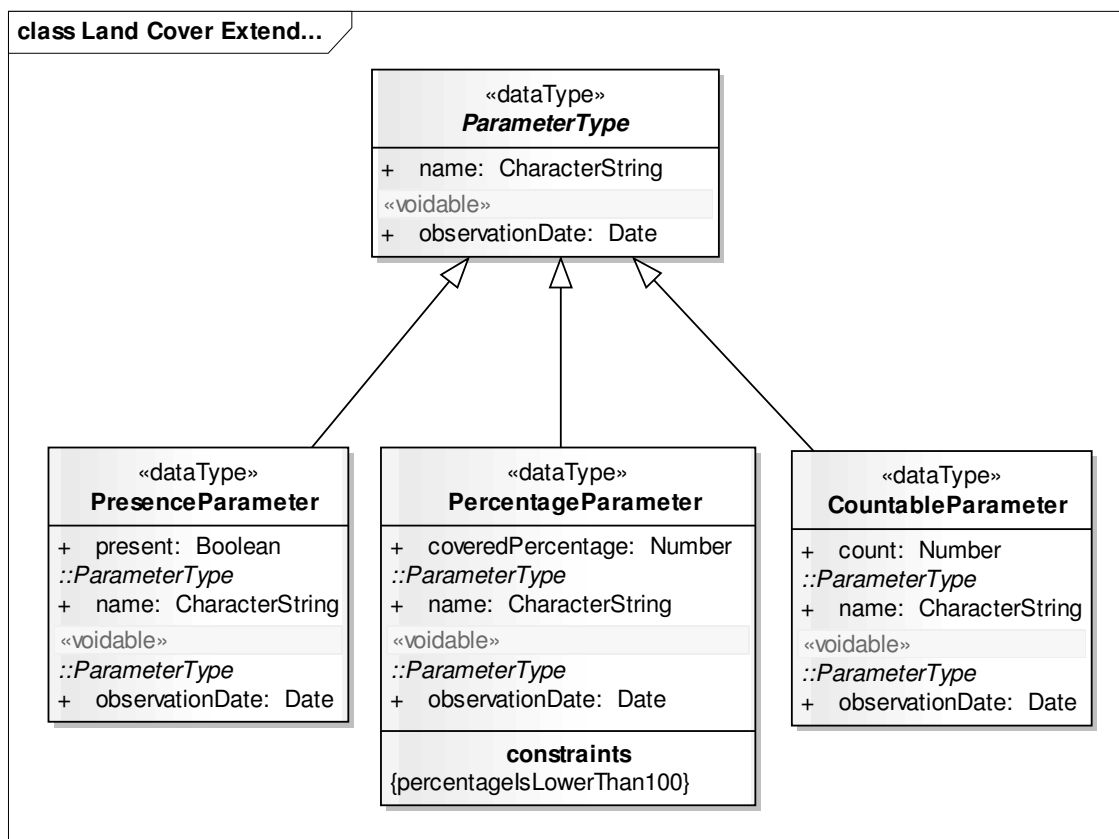 class Land Cover Extend...
«dataType»
ParameterType
+ name: CharacterString
«voidable»
+ observationDate: Date
«dataType»
PresenceParameter
+ present: Boolean
::ParameterType
+ name: CharacterString
«voidable»
::ParameterType
+ observationDate: Date
«dataType»
PercentageParameter
+ coveredPercentage: Number
::ParameterType
+ name: CharacterString
«voidable»
::ParameterType
+ observationDate: Date
constraints
{percentageIsLowerThan100}
«dataType»
CountableParameter
+ count: Number
::ParameterType
+ name: CharacterString
«voidable»
::ParameterType
+ observationDate: Date